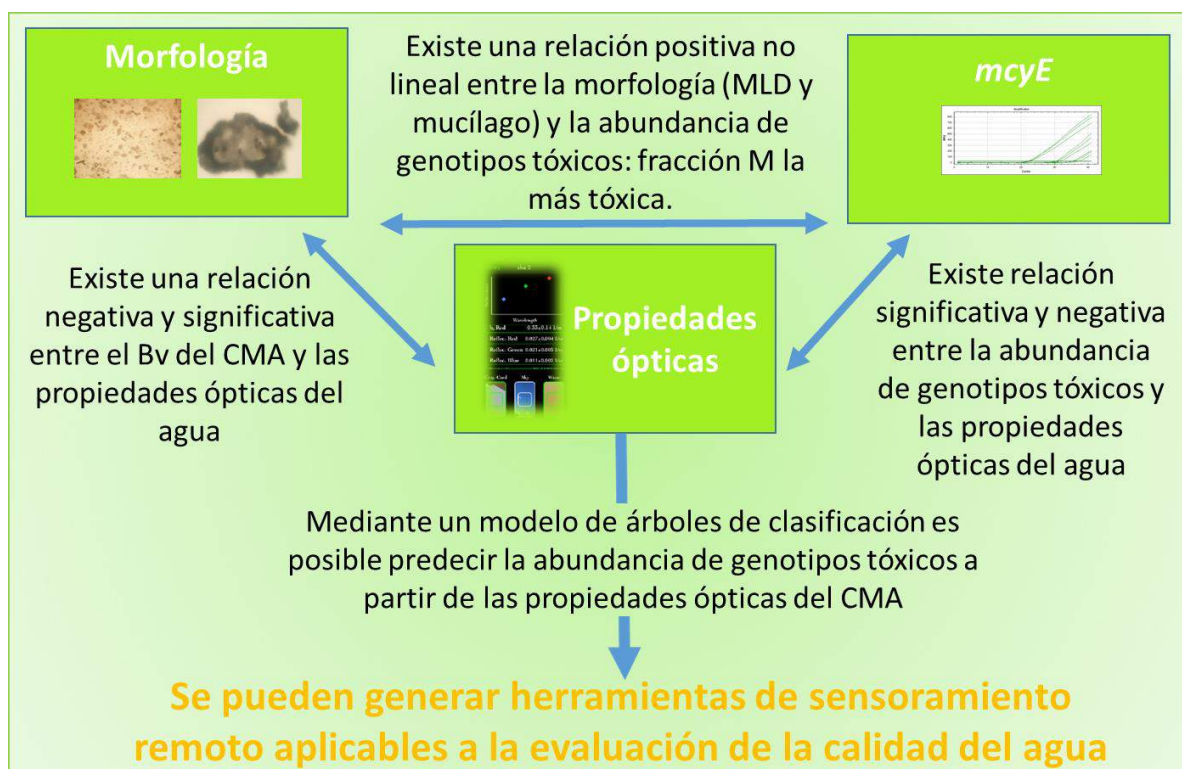 Morfología
Existe una relación positiva no
lineal entre la morfología (MLD y
mucílago) y la abundancia de
genotipos tóxicos: fracción M la
más tóxica.
mcyE
Existe una relación
negativa y significativa
entre el Bv del CMA y las
propiedades ópticas del
agua
Wavelength
Propiedades
ópticas
Existe relación
significativa y negativa
entre la abundancia
de genotipos tóxicos y
las propiedades
ópticas del agua
Mediante un modelo de árboles de clasificación es
posible predecir la abundancia de genotipos tóxicos a
partir de las propiedades ópticas del CMA
Se pueden generar herramientas de sensoramiento
remoto aplicables a la evaluación de la calidad del agua